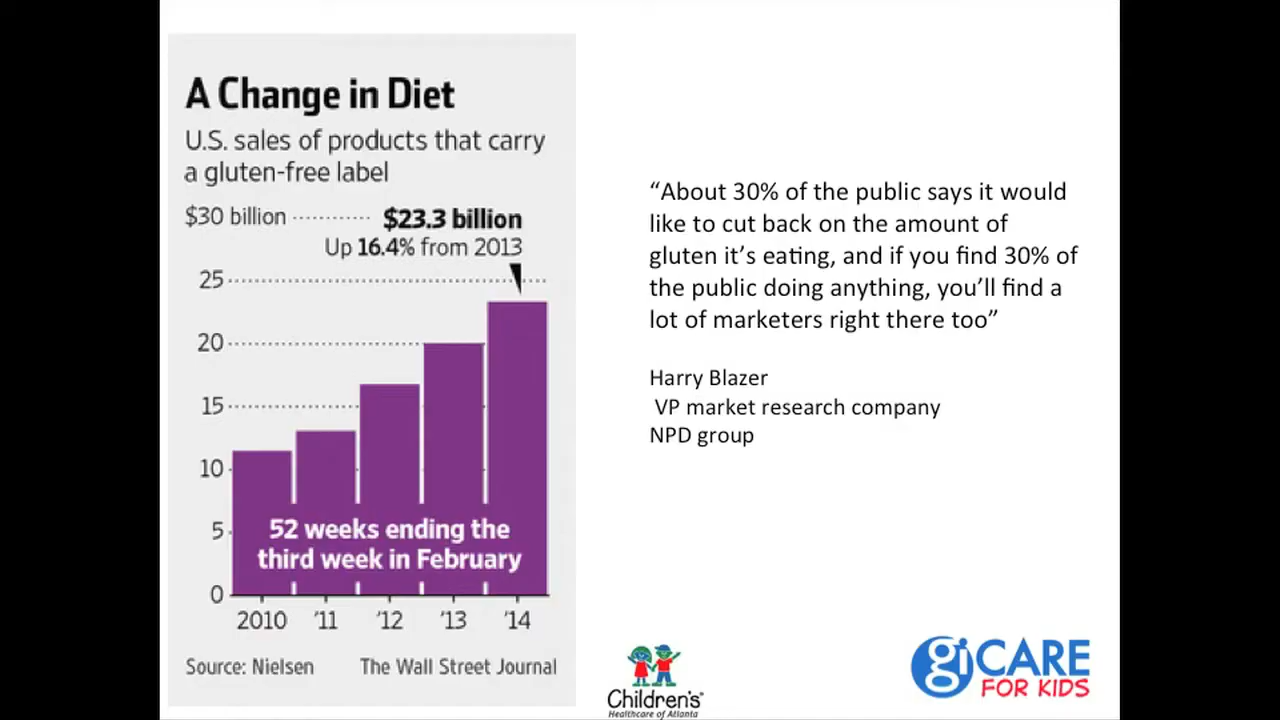 A Change in Diet
U.S. sales of products that carry
a gluten-free label
$30 billion
$23.3 billion
Up 16.4% from 2013
25
20
15
10
5
0
52 weeks ending the
third week in February
2010 '11 '12 '13 '14
Source: Nielsen The Wall Street Journal
“About 30% of the public says it would
like to cut back on the amount of
gluten it’s eating, and if you find 30% of
the public doing anything, you’ll find a
lot of marketers right there too”
Harry Blazer
VP market research company
NPD group
Children's
Healthcare of Atlanta
gi CARE
FOR KIDS